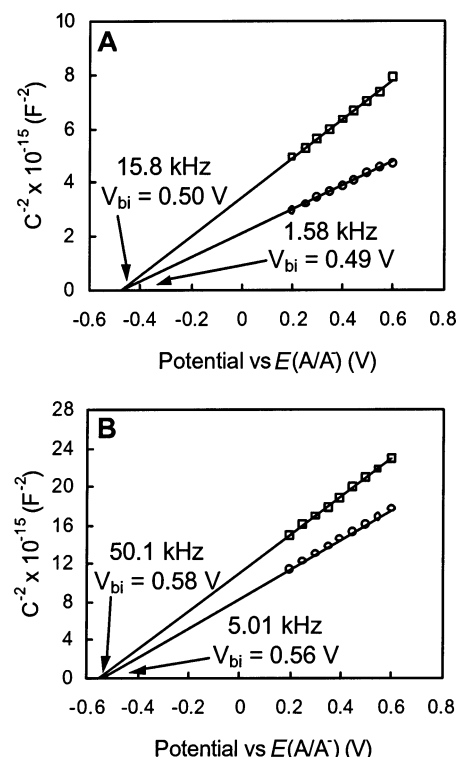 A
10
8
6
4
2
0
C⁻² x 10⁻¹⁵ (F⁻²)
15.8 kHz
V_bi = 0.50 V
1.58 kHz
V_bi = 0.49 V
-0.6 -0.4 -0.2 0 0.2 0.4 0.6 0.8
Potential vs E(A/A⁻) (V)
B
28
24
20
16
12
8
4
0
C⁻² x 10⁻¹⁵ (F⁻²)
50.1 kHz
V_bi = 0.58 V
5.01 kHz
V_bi = 0.56 V
-0.6 -0.4 -0.2 0 0.2 0.4 0.6 0.8
Potential vs E(A/A⁻) (V)